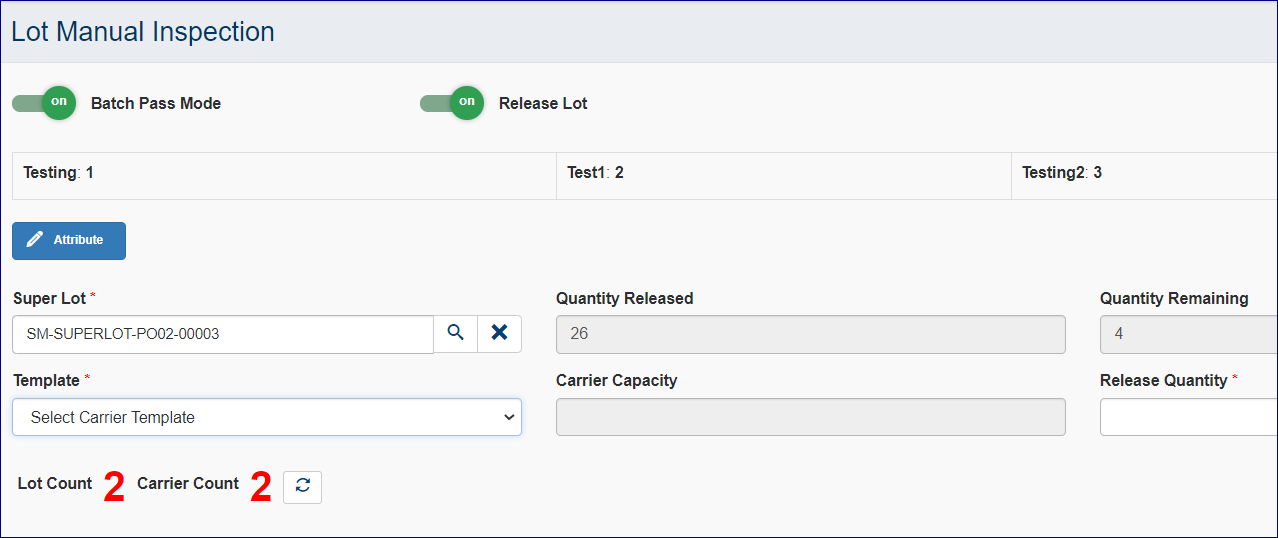 Lot Manual Inspection
on Batch Pass Mode on Release Lot
Testing: 1 Test1: 2 Testing2: 3
Attribute
Super Lot * Quantity Released Quantity Remaining
SM-SUPERLOT-PO02-00003 26 4
Template * Carrier Capacity Release Quantity *
Select Carrier Template
Lot Count 2 Carrier Count 2